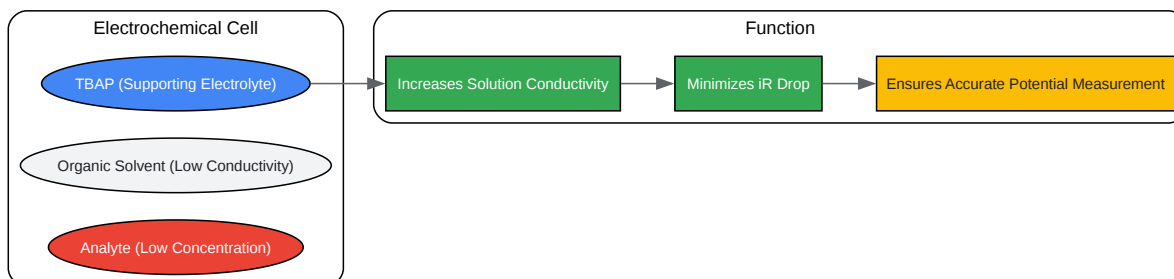 Electrochemical Cell
TBAP (Supporting Electrolyte)
Organic Solvent (Low Conductivity)
Analyte (Low Concentration)
Function
Increases Solution Conductivity
Minimizes iR Drop
Ensures Accurate Potential Measurement